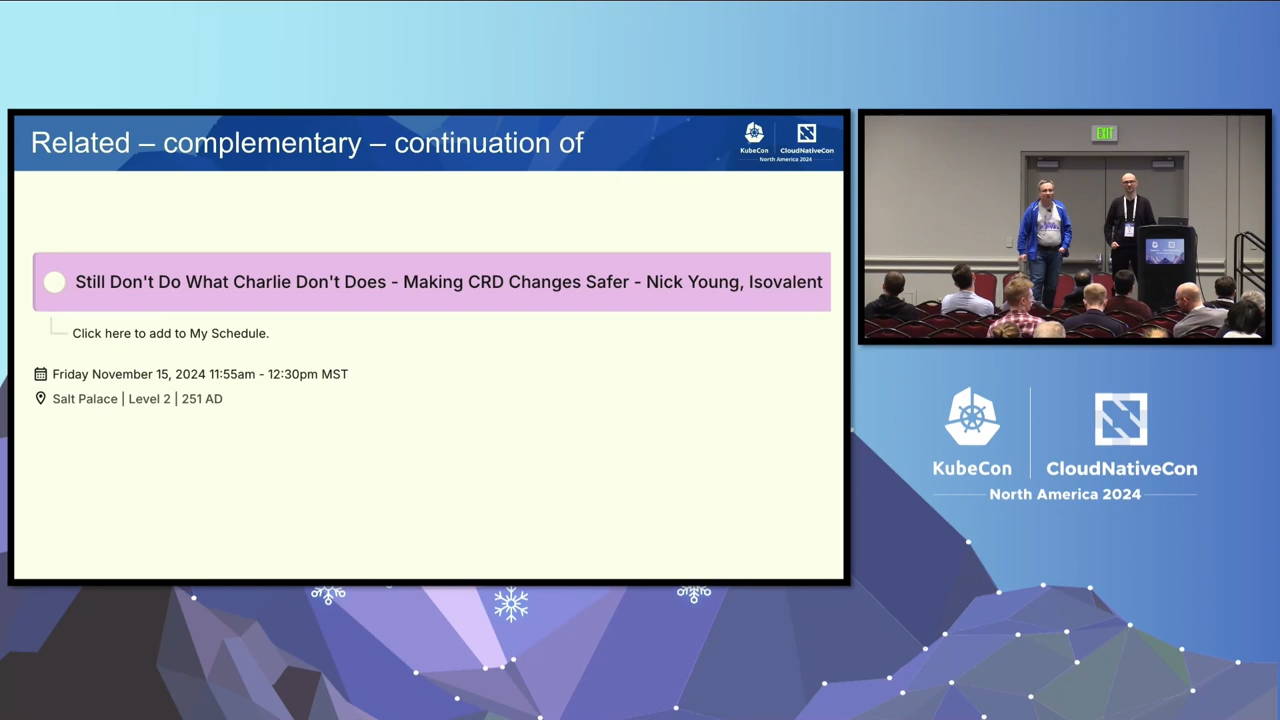 Related – complementary – continuation of
KubeCon
CloudNativeCon
North America 2024
Still Don't Do What Charlie Don't Does - Making CRD Changes Safer - Nick Young, Isovalent
Click here to add to My Schedule.
Friday November 15, 2024 11:55am - 12:30pm MST
Salt Palace | Level 2 | 251 AD
EXIT
KubeCon
CloudNativeCon
North America 2024